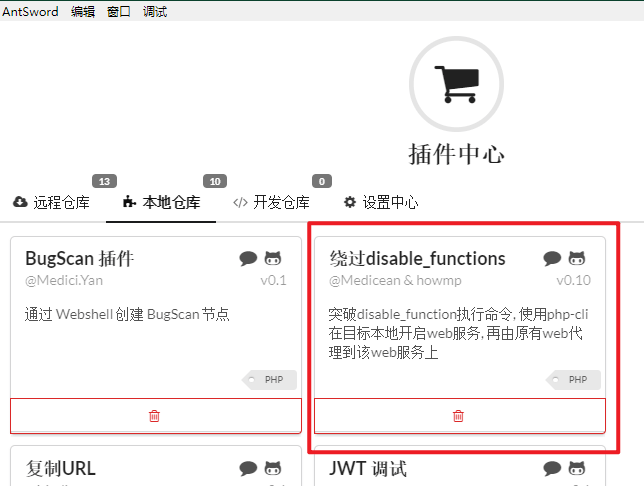 AntSword 编辑 窗口 调试
插件中心
远程仓库 13 本地仓库 10 开发仓库 0 设置中心
BugScan 插件
@Medici.Yan v0.1
通过 Webshell 创建 BugScan 节点
PHP
绕过disable_functions
@Medicean & howmp v0.10
突破disable_function执行命令, 使用php-cli
在目标本地开启web服务, 再由原有web代
理到该web服务上
PHP
复制URL
JWT 调试